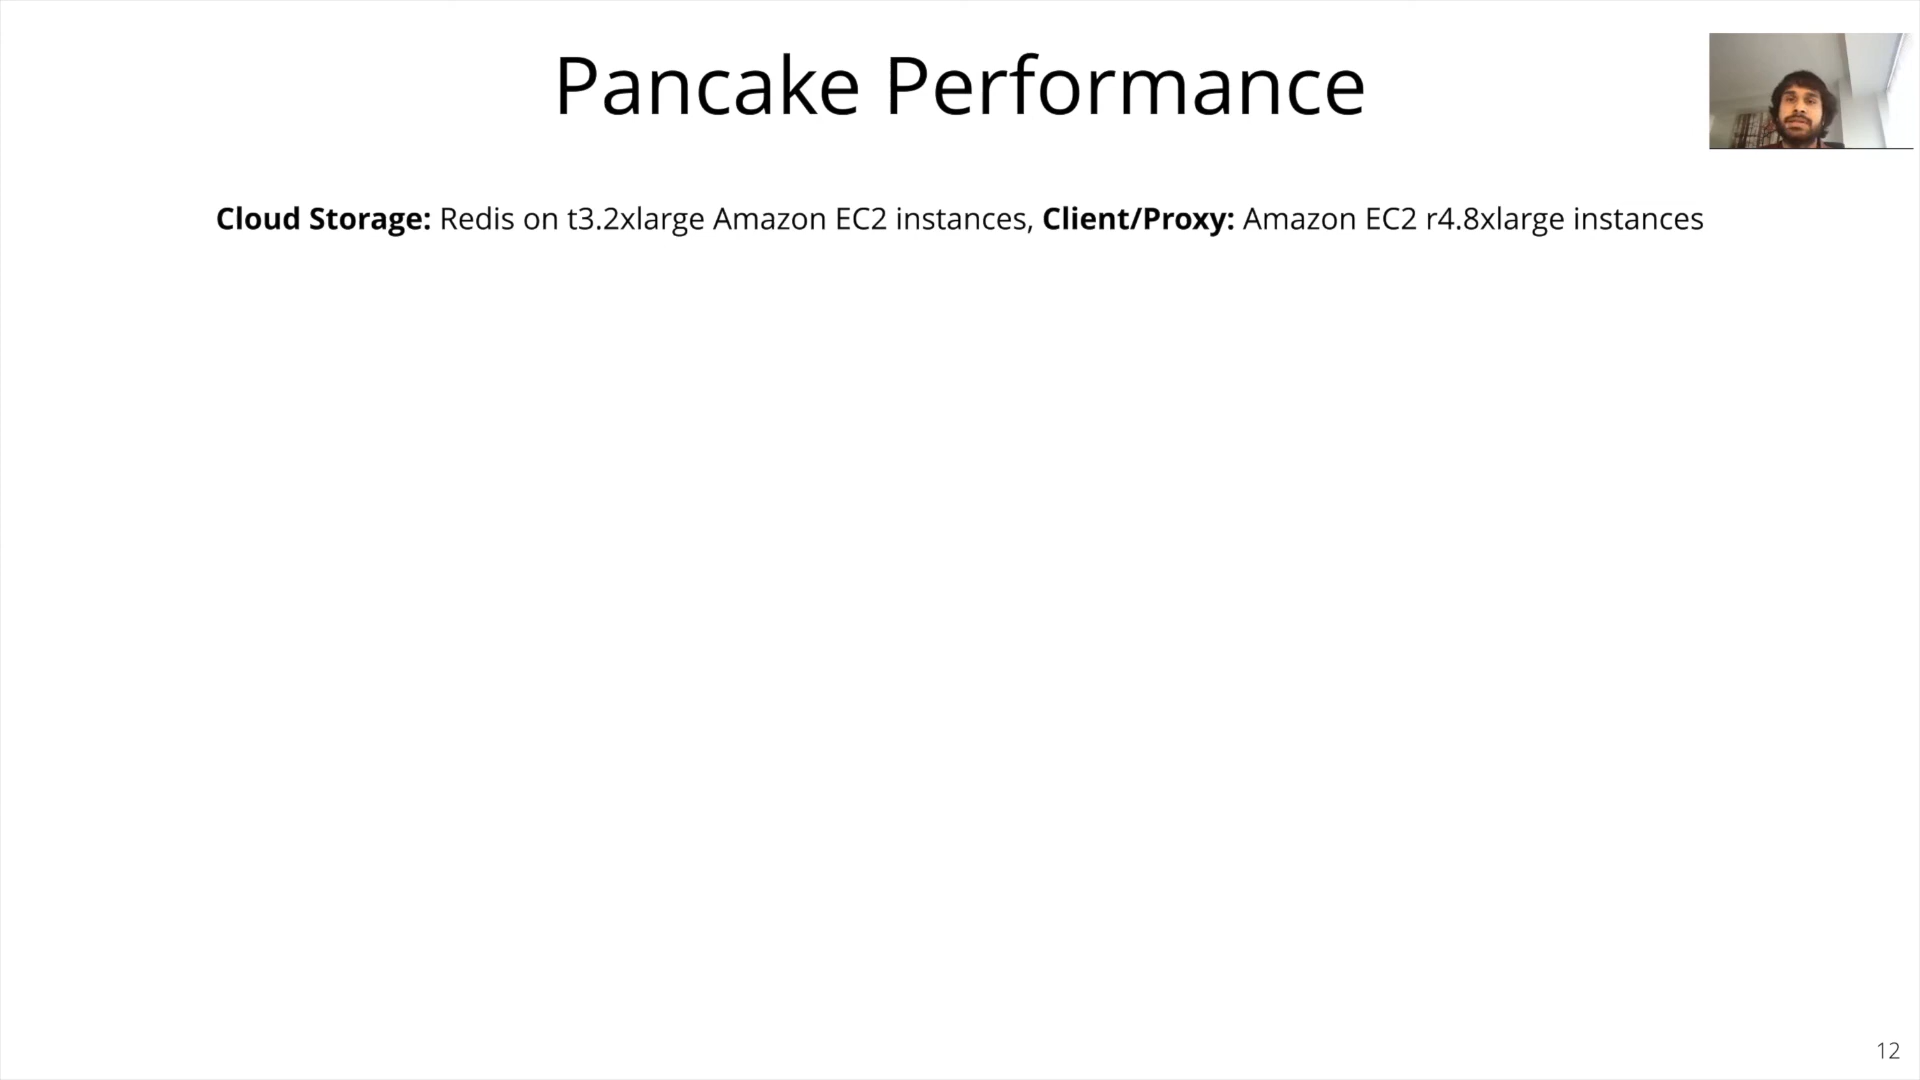 Pancake Performance
Cloud Storage: Redis on t3.2xlarge Amazon EC2 instances, Client/Proxy: Amazon EC2 r4.8xlarge instances
12